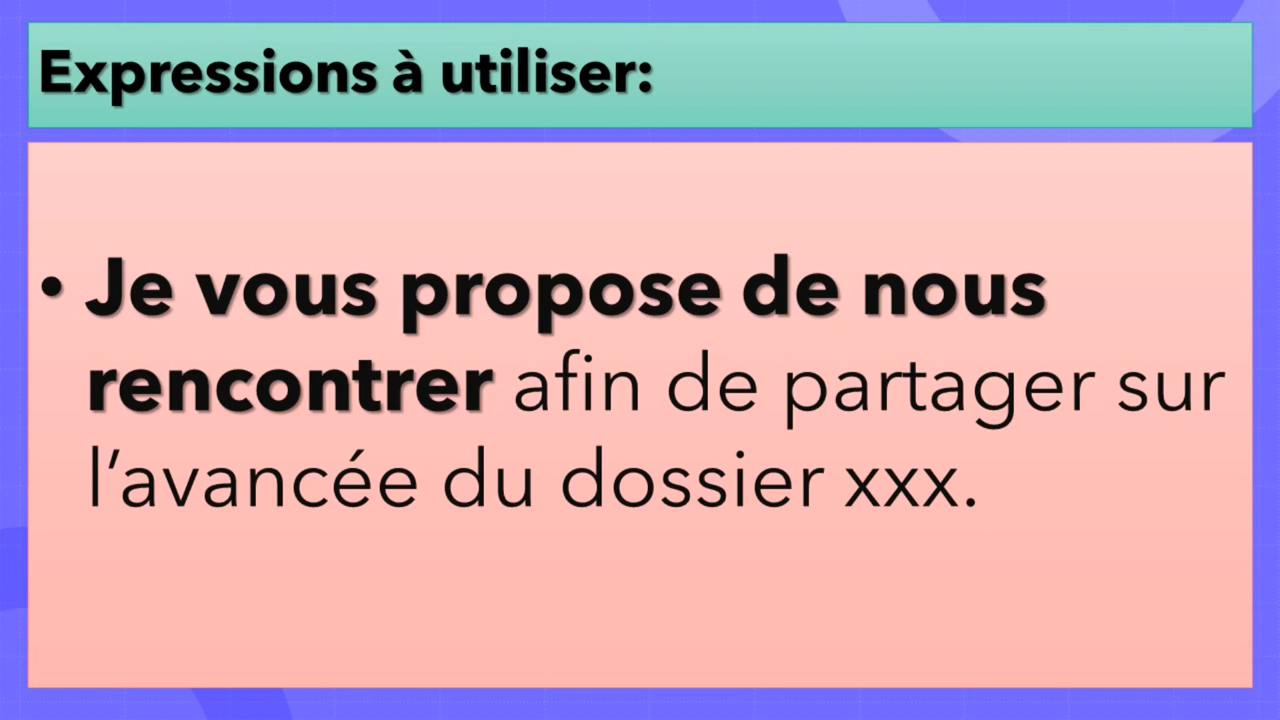 Expressions à utiliser:
• Je vous propose de nous
rencontrer afin de partager sur
l’avancée du dossier xxx.